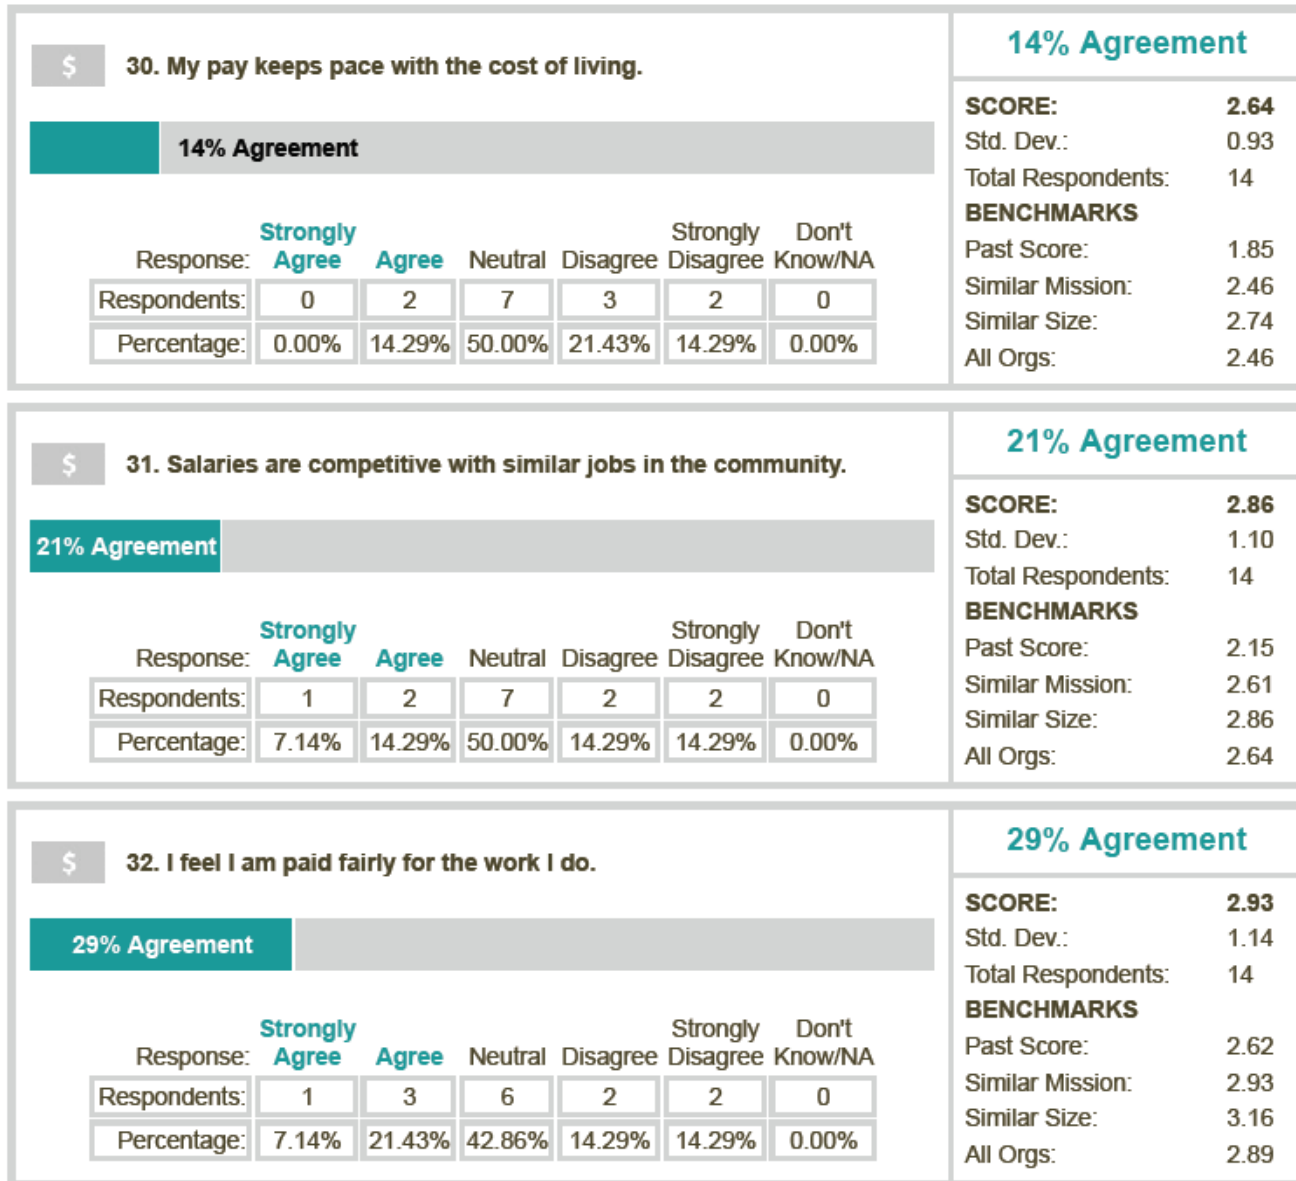 $ 30. My pay keeps pace with the cost of living.
14% Agreement
Strongly Strongly Don't
Response: Agree Agree Neutral Disagree Disagree Know/NA
Respondents: 0 2 7 3 2 0
Percentage: 0.00% 14.29% 50.00% 21.43% 14.29% 0.00%
14% Agreement
SCORE: 2.64
Std. Dev.: 0.93
Total Respondents: 14
BENCHMARKS
Past Score: 1.85
Similar Mission: 2.46
Similar Size: 2.74
All Orgs: 2.46
$ 31. Salaries are competitive with similar jobs in the community.
21% Agreement
Strongly Strongly Don't
Response: Agree Agree Neutral Disagree Disagree Know/NA
Respondents: 1 2 7 2 2 0
Percentage: 7.14% 14.29% 50.00% 14.29% 14.29% 0.00%
21% Agreement
SCORE: 2.86
Std. Dev.: 1.10
Total Respondents: 14
BENCHMARKS
Past Score: 2.15
Similar Mission: 2.61
Similar Size: 2.86
All Orgs: 2.64
$ 32. I feel I am paid fairly for the work I do.
29% Agreement
Strongly Strongly Don't
Response: Agree Agree Neutral Disagree Disagree Know/NA
Respondents: 1 3 6 2 2 0
Percentage: 7.14% 21.43% 42.86% 14.29% 14.29% 0.00%
29% Agreement
SCORE: 2.93
Std. Dev.: 1.14
Total Respondents: 14
BENCHMARKS
Past Score: 2.62
Similar Mission: 2.93
Similar Size: 3.16
All Orgs: 2.89